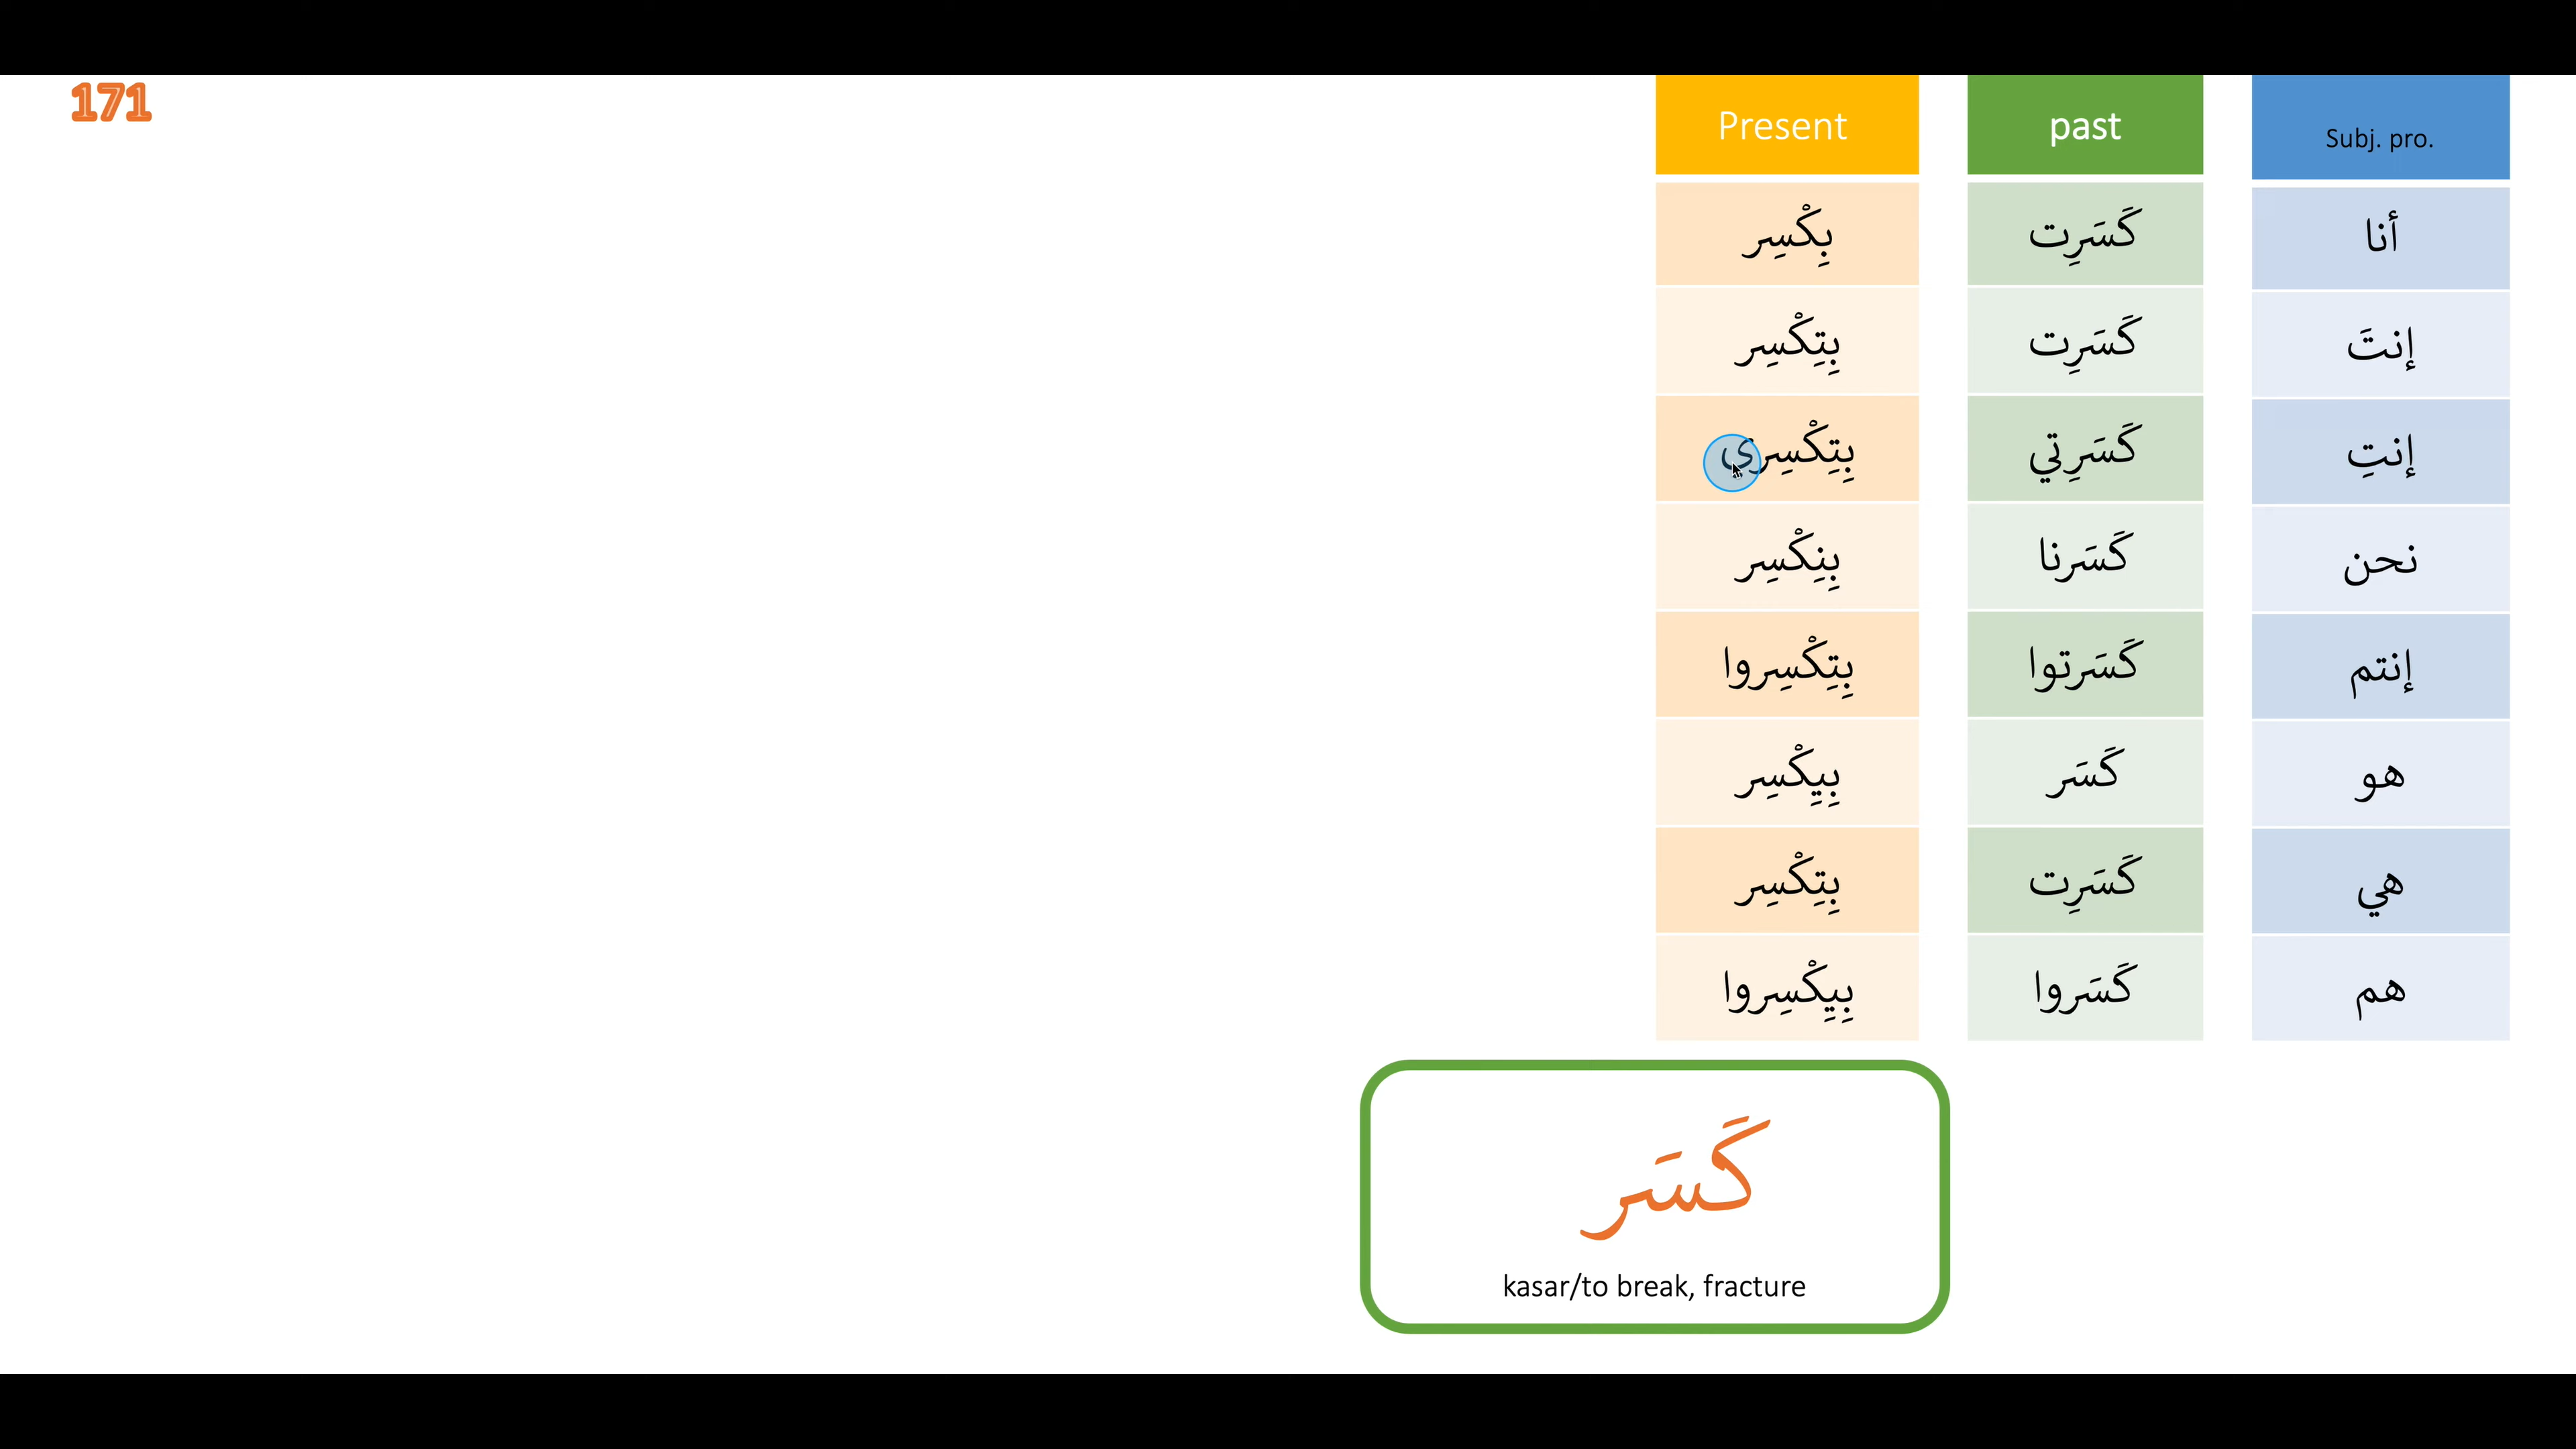 171
Subj. pro. past Present
أنا كَسَرِت بِكْسِر
إنتَ كَسَرِت بِتِكْسِر
إنتِ كَسَرِتي بِتِكْسِرى
نحن كَسَرنا بِنِكْسِر
إنتم كَسَرتوا بِتِكْسِروا
هو كَسَر بِيِكْسِر
هي كَسَرِت بِتِكْسِر
هم كَسَروا بِيِكْسِروا
كَسَر
kasar/to break, fracture